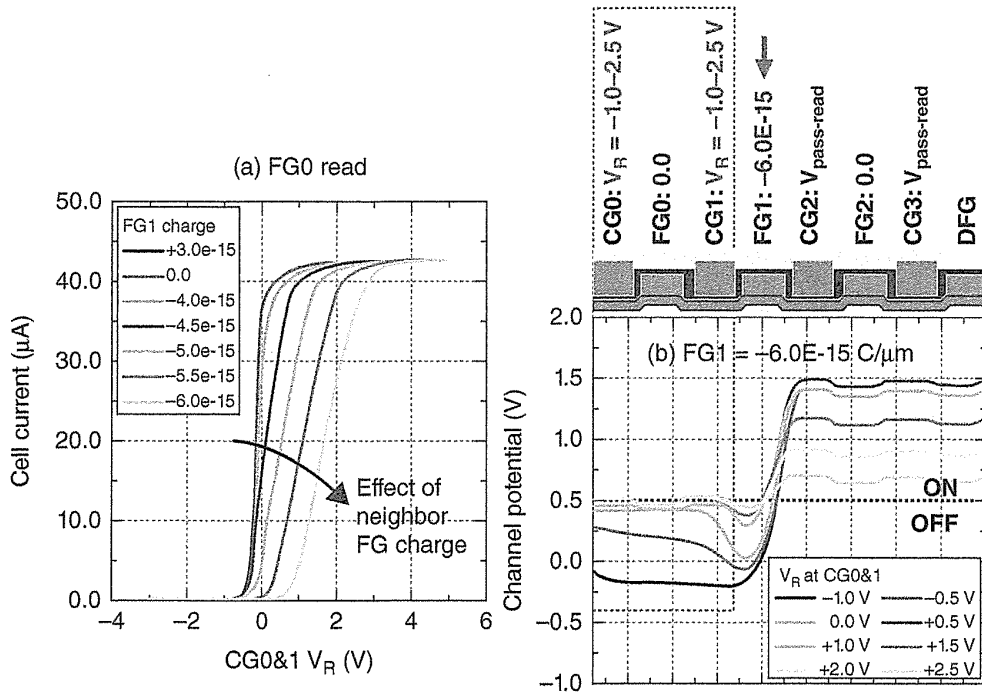 (a) FG0 read
50.0
40.0
30.0
20.0
10.0
0.0
−4
−2
0
2
4
6
Cell current (μA)
CG0&1 V_R (V)
FG1 charge
+3.0e-15
0.0
−4.0e-15
−4.5e-15
−5.0e-15
−5.5e-15
−6.0e-15
Effect of
neighbor
FG charge
CG0: V_R = −1.0–2.5 V
FG0: 0.0
CG1: V_R = −1.0–2.5 V
FG1: −6.0E-15
CG2: V_pass-read
FG2: 0.0
CG3: V_pass-read
DFG
(b) FG1 = −6.0E-15 C/μm
2.0
1.5
1.0
0.5
0.0
−0.5
−1.0
Channel potential (V)
ON
OFF
V_R at CG0&1
−1.0 V
−0.5 V
0.0 V
+0.5 V
+1.0 V
+1.5 V
+2.0 V
+2.5 V